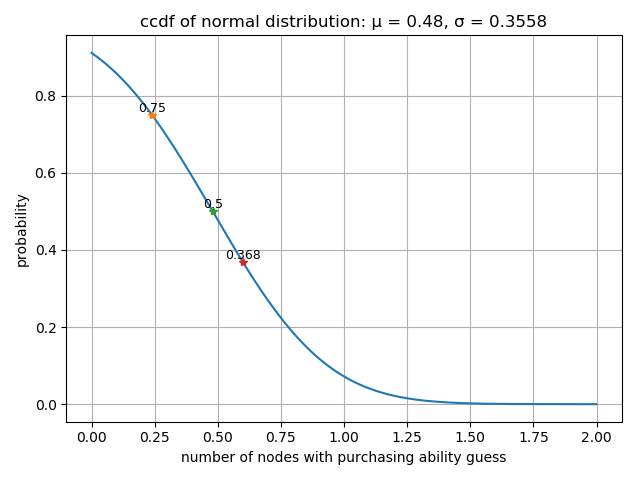 ccdf of normal distribution: μ = 0.48, σ = 0.3558
probability
0.8
0.6
0.4
0.2
0.0
0.75
0.5
0.368
0.00 0.25 0.50 0.75 1.00 1.25 1.50 1.75 2.00
number of nodes with purchasing ability guess